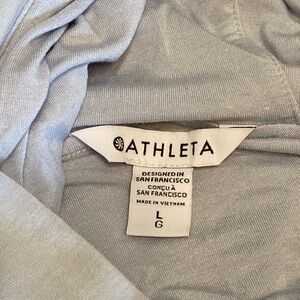 ATHLETA
DESIGNED IN
SAN FRANCISCO
CONÇU À
SAN FRANCISCO
MADE IN VIETNAM
L
G